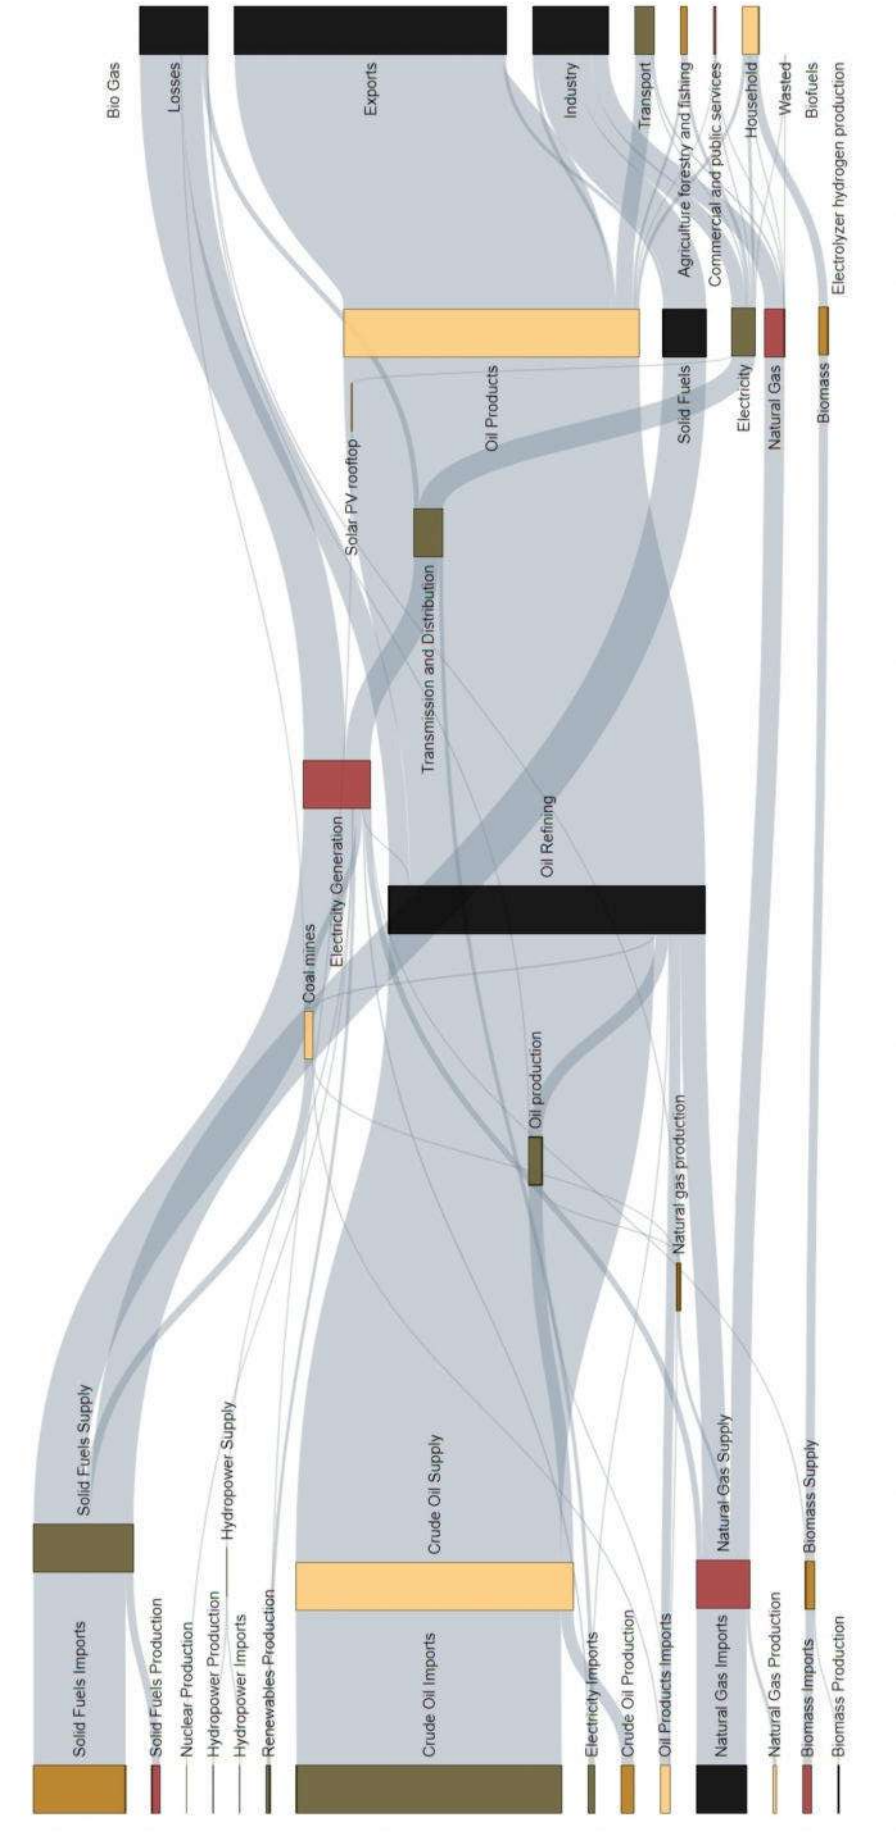 Solid Fuels Imports
Solid Fuels Production
Nuclear Production
Hydropower Production
Hydropower Imports
Renewables Production
Crude Oil Imports
Electricity Imports
Crude Oil Production
Oil Products Imports
Natural Gas Imports
Natural Gas Production
Biomass Imports
Biomass Production
Solid Fuels Supply
Hydropower Supply
Crude Oil Supply
Natural Gas Supply
Biomass Supply
Natural gas production
Oil production
Coal mines
Oil Refining
Electricity Generation
Transmission and Distribution
Solar PV rooftop
Oil Products
Solid Fuels
Electricity
Natural Gas
Biomass
Bio Gas
Losses
Exports
Industry
Transport
Agriculture forestry and fishing
Commercial and public services
Household
Wasted
Biofuels
Electrolyzer hydrogen production